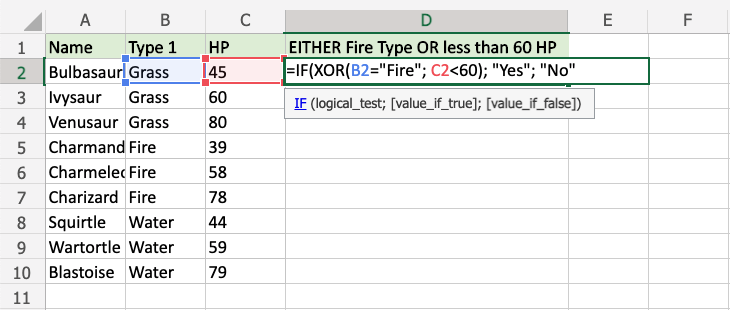 A B C D E F
1 Name Type 1 HP EITHER Fire Type OR less than 60 HP
2 Bulbasaur Grass 45 =IF(XOR(B2="Fire"; C2<60); "Yes"; "No"
3 Ivysaur Grass 60
IF (logical_test; [value_if_true]; [value_if_false])
4 Venusaur Grass 80
5 Charmand Fire 39
6 Charmelec Fire 58
7 Charizard Fire 78
8 Squirtle Water 44
9 Wartortle Water 59
10 Blastoise Water 79
11